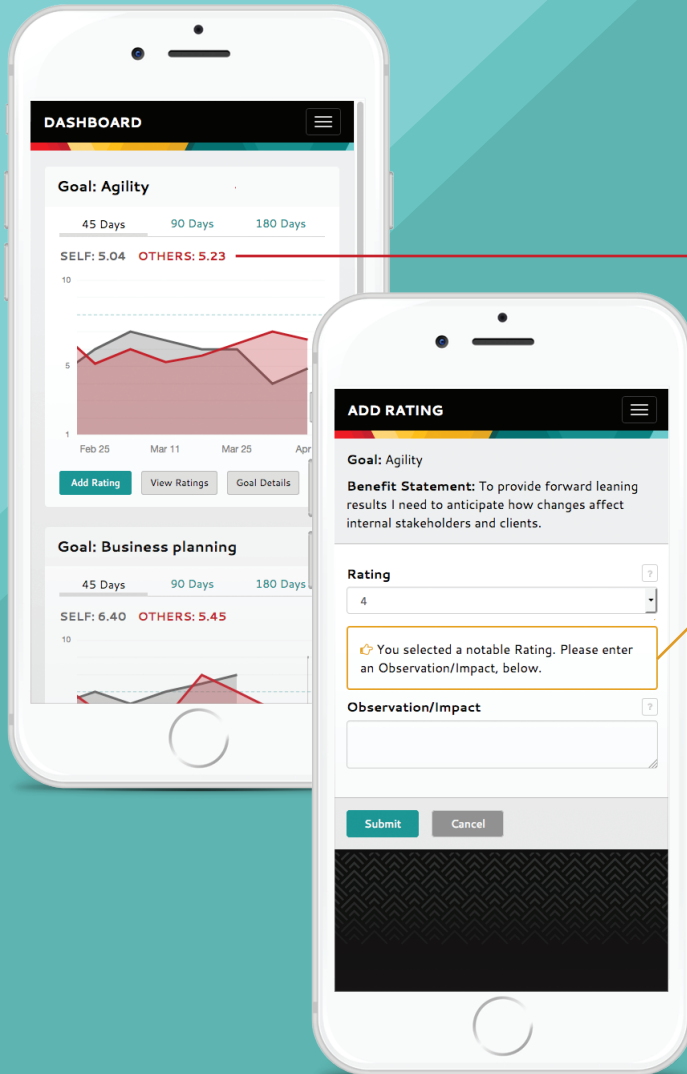 DASHBOARD
Goal: Agility
45 Days 90 Days 180 Days
SELF: 5.04 OTHERS: 5.23
10
5
1
Feb 25 Mar 11 Mar 25 Apr
Add Rating View Ratings Goal Details
Goal: Business planning
45 Days 90 Days 180 Days
SELF: 6.40 OTHERS: 5.45
10
ADD RATING
Goal: Agility
Benefit Statement: To provide forward leaning
results I need to anticipate how changes affect
internal stakeholders and clients.
Rating ?
4
You selected a notable Rating. Please enter
an Observation/Impact, below.
Observation/Impact ?
Submit Cancel